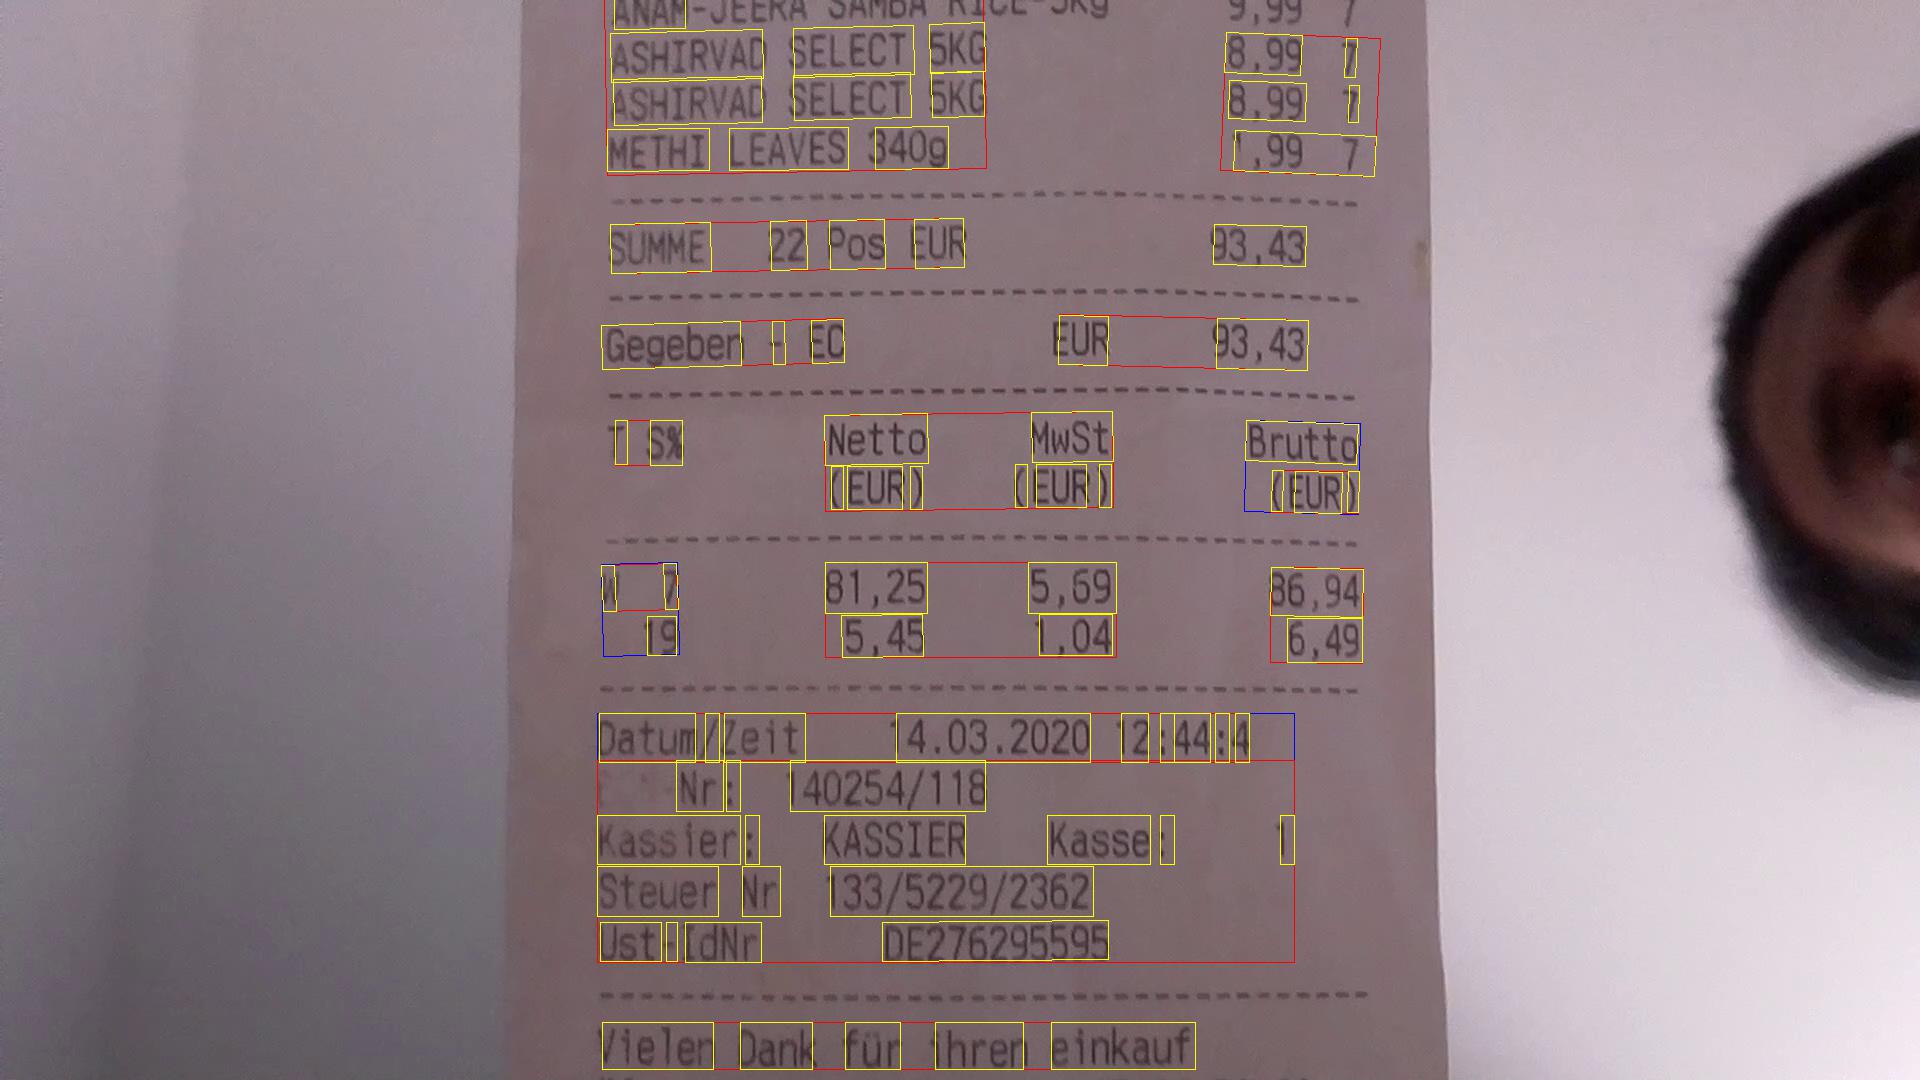 ANAM-JEERA SAMBA RICE-5Kg 9,99 7
ASHIRVAD SELECT 5KG 8,99 7
ASHIRVAD SELECT 5KG 8,99 7
METHI LEAVES 340g 1,99 7
SUMME 22 Pos EUR 93,43
Gegeben - EC EUR 93,43
T S% Netto MwSt Brutto
(EUR) (EUR) (EUR)
W 7 81,25 5,69 86,94
19 5,45 1,04 6,49
Datum/Zeit 14.03.2020 12:44:4
Nr: 140254/118
Kassier: KASSIER Kasse: 1
Steuer Nr 133/5229/2362
Ust-IdNr DE276295595
Vielen Dank für ihren einkauf